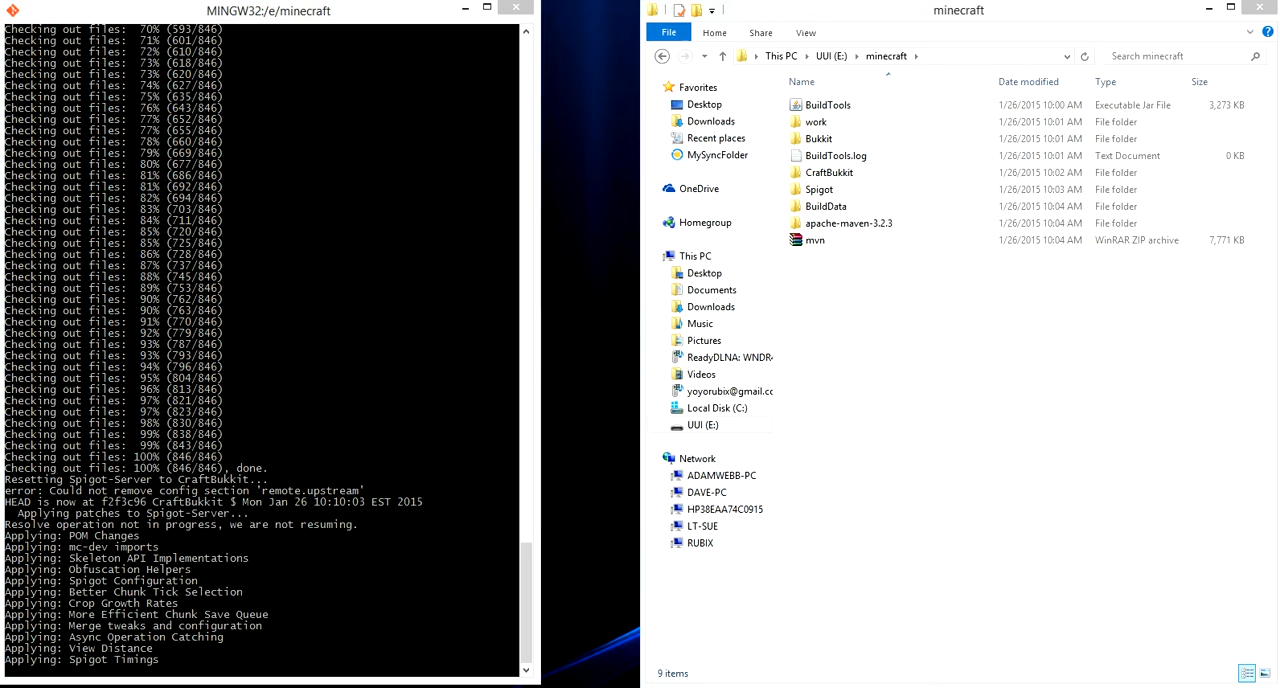 MINGW32:/e/minecraft
Checking out files:  70% (593/846)
Checking out files:  71% (601/846)
Checking out files:  72% (610/846)
Checking out files:  73% (618/846)
Checking out files:  73% (620/846)
Checking out files:  74% (627/846)
Checking out files:  75% (635/846)
Checking out files:  76% (643/846)
Checking out files:  77% (652/846)
Checking out files:  77% (655/846)
Checking out files:  78% (660/846)
Checking out files:  79% (669/846)
Checking out files:  80% (677/846)
Checking out files:  81% (686/846)
Checking out files:  81% (692/846)
Checking out files:  82% (694/846)
Checking out files:  83% (703/846)
Checking out files:  84% (711/846)
Checking out files:  85% (720/846)
Checking out files:  85% (725/846)
Checking out files:  86% (728/846)
Checking out files:  87% (737/846)
Checking out files:  88% (745/846)
Checking out files:  89% (753/846)
Checking out files:  90% (762/846)
Checking out files:  90% (763/846)
Checking out files:  91% (770/846)
Checking out files:  92% (779/846)
Checking out files:  93% (787/846)
Checking out files:  93% (793/846)
Checking out files:  94% (796/846)
Checking out files:  95% (804/846)
Checking out files:  96% (813/846)
Checking out files:  97% (821/846)
Checking out files:  97% (823/846)
Checking out files:  98% (830/846)
Checking out files:  99% (838/846)
Checking out files:  99% (843/846)
Checking out files: 100% (846/846)
Checking out files: 100% (846/846), done.
Resetting Spigot-Server to CraftBukkit...
error: Could not remove config section 'remote.upstream'
HEAD is now at f2f3c96 CraftBukkit $ Mon Jan 26 10:10:03 EST 2015
  Applying patches to Spigot-Server...
Resolve operation not in progress, we are not resuming.
Applying: POM Changes
Applying: mc-dev imports
Applying: Skeleton API Implementations
Applying: Obfuscation Helpers
Applying: Spigot Configuration
Applying: Better Chunk Tick Selection
Applying: Crop Growth Rates
Applying: More Efficient Chunk Save Queue
Applying: Merge tweaks and configuration
Applying: Async Operation Catching
Applying: View Distance
Applying: Spigot Timings
minecraft
File Home Share View
This PC UUI (E:) minecraft Search minecraft
Favorites
Desktop
Downloads
Recent places
MySyncFolder
OneDrive
Homegroup
This PC
Desktop
Documents
Downloads
Music
Pictures
ReadyDLNA: WNDR
Videos
yoyorubix@gmail.cc
Local Disk (C:)
UUI (E:)
Network
ADAMWEBB-PC
DAVE-PC
HP38EAA74C0915
LT-SUE
RUBIX
Name Date modified Type Size
BuildTools 1/26/2015 10:00 AM Executable Jar File 3,273 KB
work 1/26/2015 10:01 AM File folder
Bukkit 1/26/2015 10:01 AM File folder
BuildTools.log 1/26/2015 10:01 AM Text Document 0 KB
CraftBukkit 1/26/2015 10:02 AM File folder
Spigot 1/26/2015 10:03 AM File folder
BuildData 1/26/2015 10:04 AM File folder
apache-maven-3.2.3 1/26/2015 10:04 AM File folder
mvn 1/26/2015 10:04 AM WinRAR ZIP archive 7,771 KB
9 items